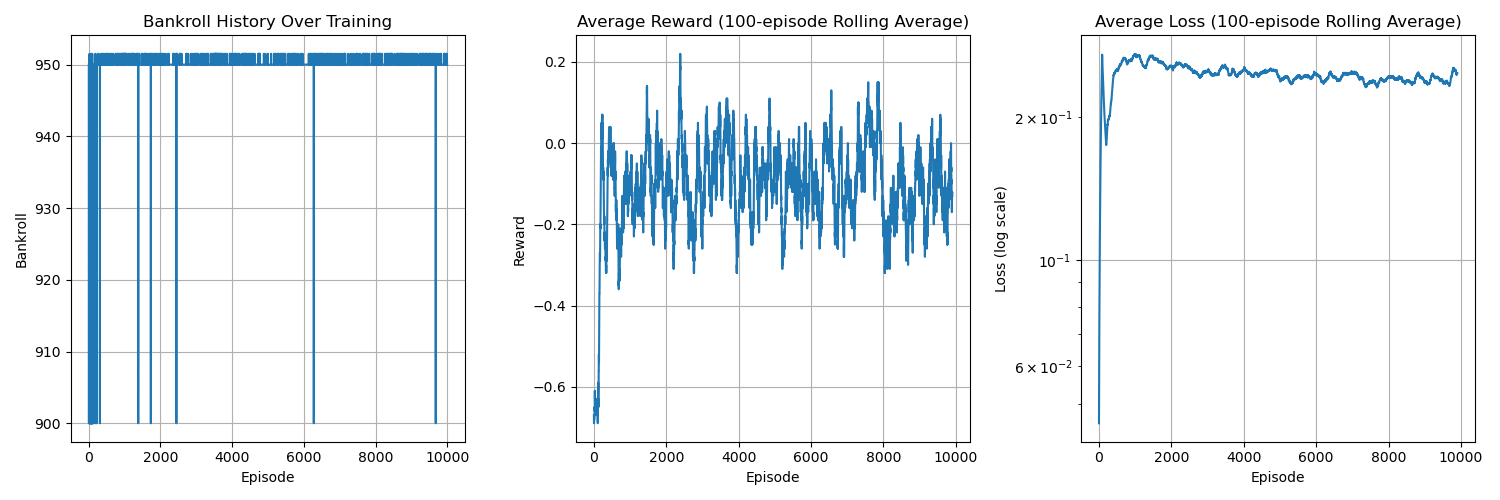 Bankroll History Over Training
Bankroll
950
940
930
920
910
900
0
2000
4000
6000
8000
10000
Episode
Average Reward (100-episode Rolling Average)
Reward
0.2
0.0
−0.2
−0.4
−0.6
0
2000
4000
6000
8000
10000
Episode
Average Loss (100-episode Rolling Average)
Loss (log scale)
2 × 10⁻¹
10⁻¹
6 × 10⁻²
0
2000
4000
6000
8000
10000
Episode